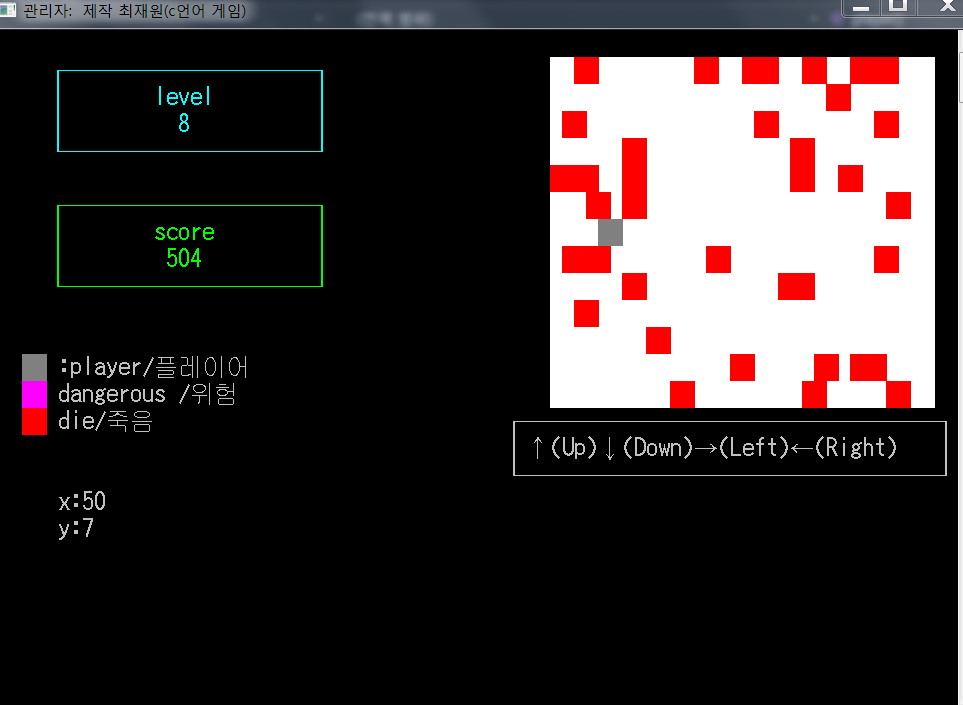 관리자: 제작 최재원(c언어 게임)
level
8
score
504
:player/플레이어
dangerous /위험
die/죽음
↑(Up)↓(Down)→(Left)←(Right)
x:50
y:7